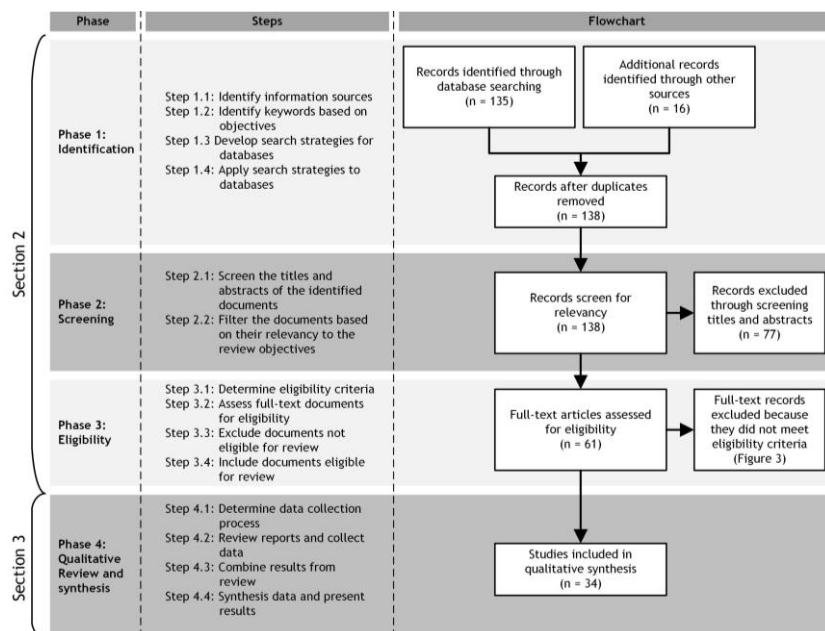 Phase
Steps
Flowchart
Section 2
Phase 1:
Identification
Step 1.1: Identify information sources
Step 1.2: Identify keywords based on
objectives
Step 1.3 Develop search strategies for
databases
Step 1.4: Apply search strategies to
databases
Records identified through
database searching
(n = 135)
Additional records
identified through other
sources
(n = 16)
Records after duplicates
removed
(n = 138)
Phase 2:
Screening
Step 2.1: Screen the titles and
abstracts of the identified
documents
Step 2.2: Filter the documents based
on their relevancy to the
review objectives
Records screen for
relevancy
(n = 138)
Records excluded
through screening
titles and abstracts
(n = 77)
Phase 3:
Eligibility
Step 3.1: Determine eligibility criteria
Step 3.2: Assess full-text documents
for eligibility
Step 3.3: Exclude documents not
eligible for review
Step 3.4: Include documents eligible
for review
Full-text articles assessed
for eligibility
(n = 61)
Full-text records
excluded because
they did not meet
eligibility criteria
(Figure 3)
Section 3
Phase 4:
Qualitative
Review and
synthesis
Step 4.1: Determine data collection
process
Step 4.2: Review reports and collect
data
Step 4.3: Combine results from
review
Step 4.4: Synthesis data and present
results
Studies included in
qualitative synthesis
(n = 34)